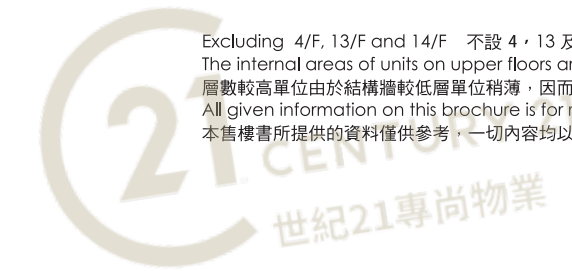 Excluding 4/F, 13/F and 14/F 不設 4，13 及
The internal areas of units on upper floors ar
層數較高單位由於結構牆較低層單位稍薄，因而
All given information on this brochure is for r
本售樓書所提供的資料僅供參考，一切內容均以
C21
CENTURY 21
世紀21專尚物業